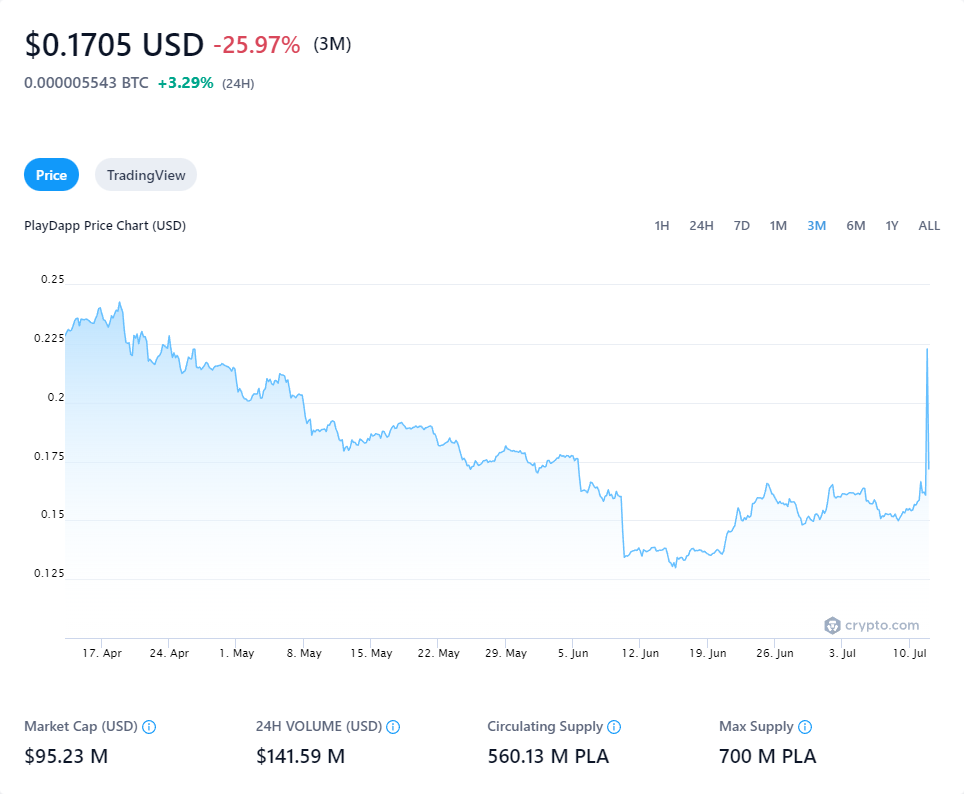 $0.1705 USD -25.97% (3M)
0.000005543 BTC +3.29% (24H)
Price TradingView
PlayDapp Price Chart (USD) 1H 24H 7D 1M 3M 6M 1Y ALL
0.25
0.225
0.2
0.175
0.15
0.125
crypto.com
17. Apr 24. Apr 1. May 8. May 15. May 22. May 29. May 5. Jun 12. Jun 19. Jun 26. Jun 3. Jul 10. Jul
Market Cap (USD) 24H VOLUME (USD) Circulating Supply Max Supply
$95.23 M $141.59 M 560.13 M PLA 700 M PLA